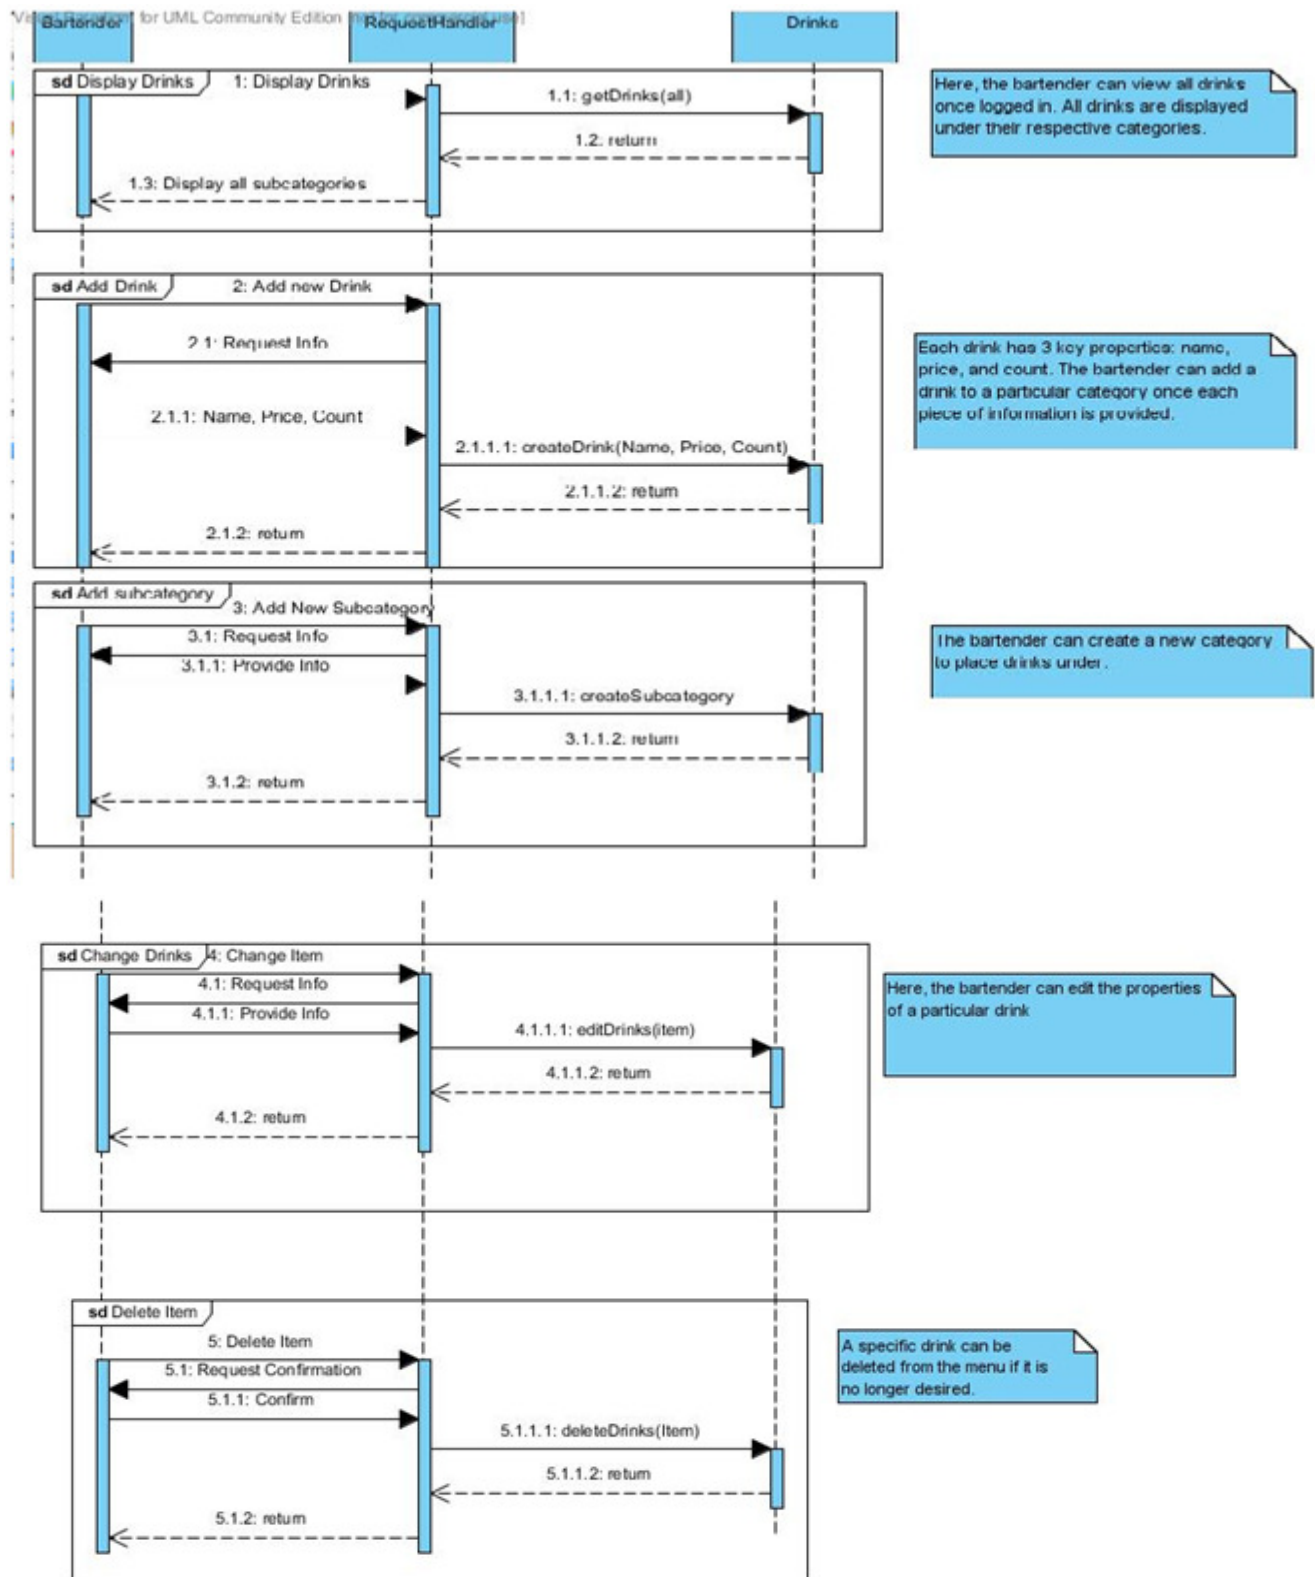 for UML Community Edition
Bartender
RequestHandler
Drinks
sd Display Drinks
1: Display Drinks
1.1: getDrinks(all)
1.2: return
1.3: Display all subcategories
Here, the bartender can view all drinks
once logged in. All drinks are displayed
under their respective categories.
sd Add Drink
2: Add new Drink
2.1: Request Info
2.1.1: Name, Price, Count
2.1.1.1: createDrink(Name, Price, Count)
2.1.1.2: return
2.1.2: return
Each drink has 3 key properties: name,
price, and count. The bartender can add a
drink to a particular category once each
piece of information is provided.
sd Add subcategory
3: Add New Subcategory
3.1: Request Info
3.1.1: Provide Info
3.1.1.1: createSubcategory
3.1.1.2: return
3.1.2: return
The bartender can create a new category
to place drinks under.
sd Change Drinks
4: Change Item
4.1: Request Info
4.1.1: Provide Info
4.1.1.1: editDrinks(item)
4.1.1.2: return
4.1.2: return
Here, the bartender can edit the properties
of a particular drink
sd Delete Item
5: Delete Item
5.1: Request Confirmation
5.1.1: Confirm
5.1.1.1: deleteDrinks(Item)
5.1.1.2: return
5.1.2: return
A specific drink can be
deleted from the menu if it is
no longer desired.